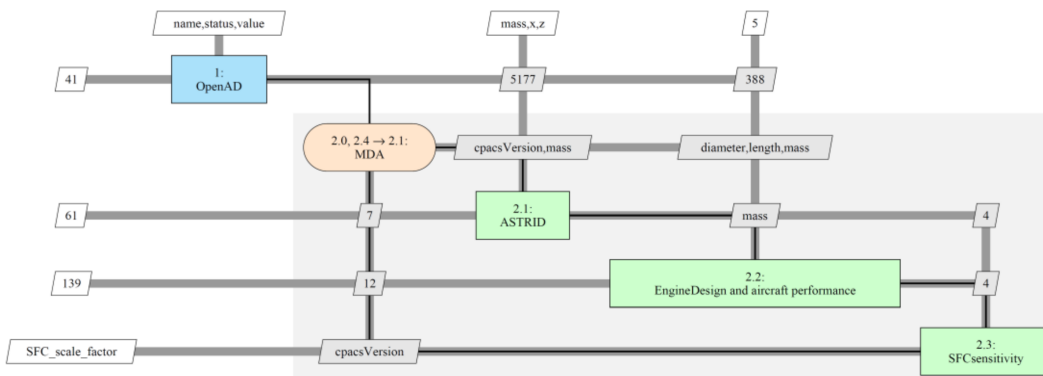 name,status,value
mass,x,z
5
41
1:
OpenAD
5177
388
2.0, 2.4 → 2.1:
MDA
cpacsVersion,mass
diameter,length,mass
61
7
2.1:
ASTRID
mass
4
139
12
2.2:
EngineDesign and aircraft performance
4
SFC_scale_factor
cpacsVersion
2.3:
SFCsensitivity